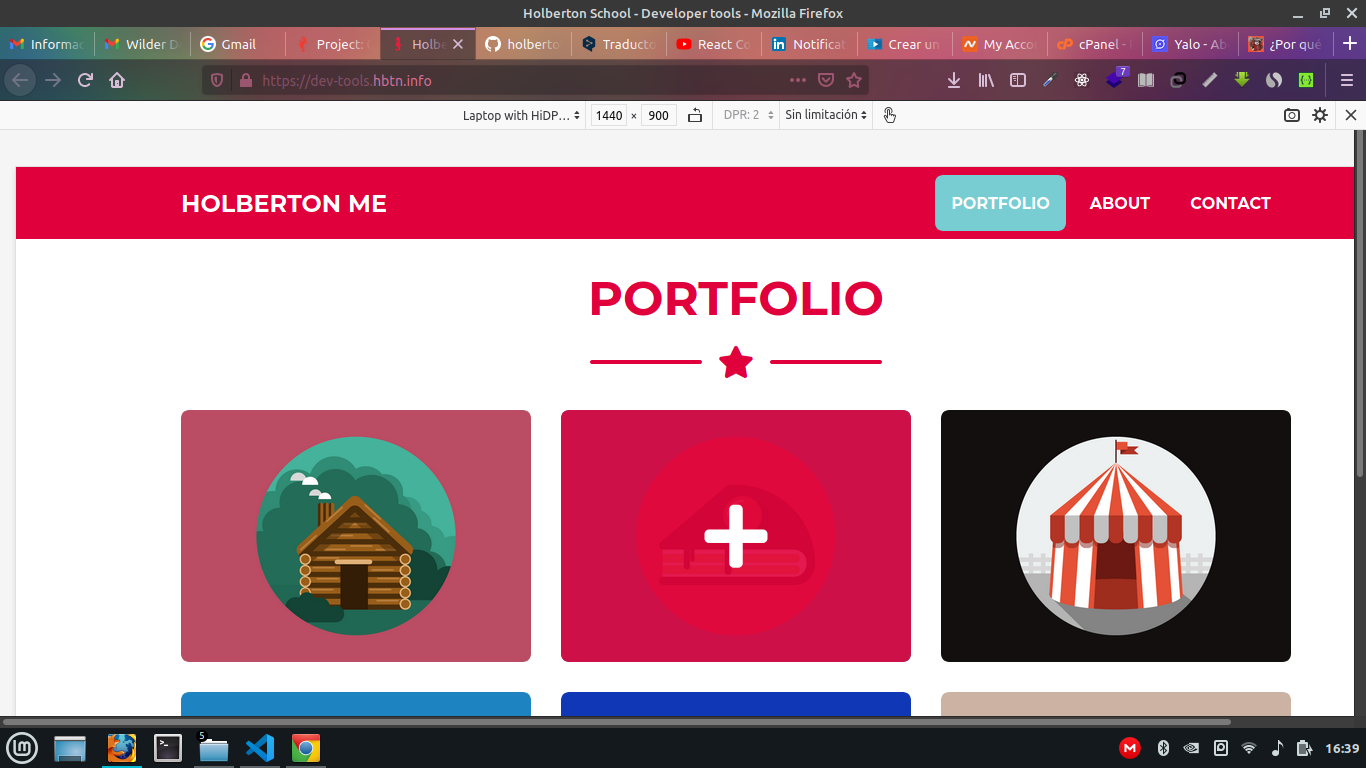 Holberton School - Developer tools - Mozilla Firefox
Informac
Wilder D
Gmail
Project:
Holbe
holberto
Traducto
React Co
Notificat
Crear un
My Acco
cPanel -
Yalo - Ab
¿Por qué
https://dev-tools.hbtn.info
7
Laptop with HiDP... 1440 × 900 DPR: 2 Sin limitación
HOLBERTON ME
PORTFOLIO ABOUT CONTACT
PORTFOLIO
5
M
16:39